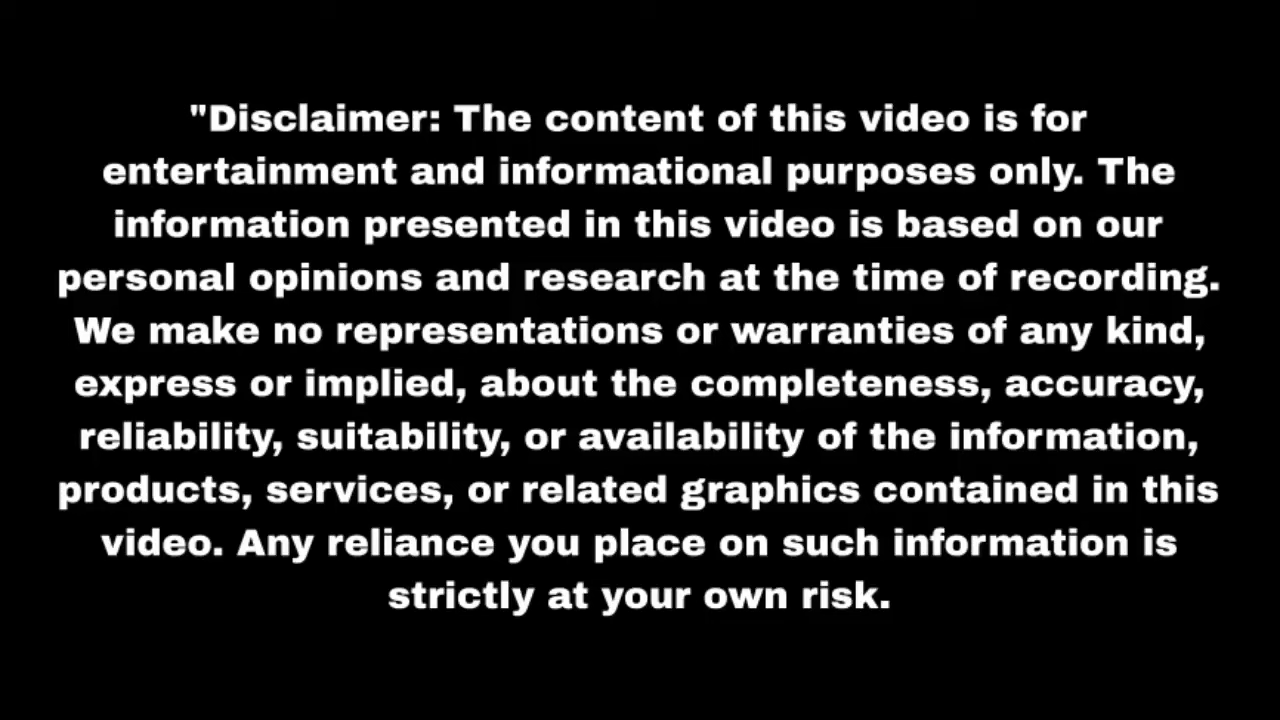 "Disclaimer: The content of this video is for
entertainment and informational purposes only. The
information presented in this video is based on our
personal opinions and research at the time of recording.
We make no representations or warranties of any kind,
express or implied, about the completeness, accuracy,
reliability, suitability, or availability of the information,
products, services, or related graphics contained in this
video. Any reliance you place on such information is
strictly at your own risk.